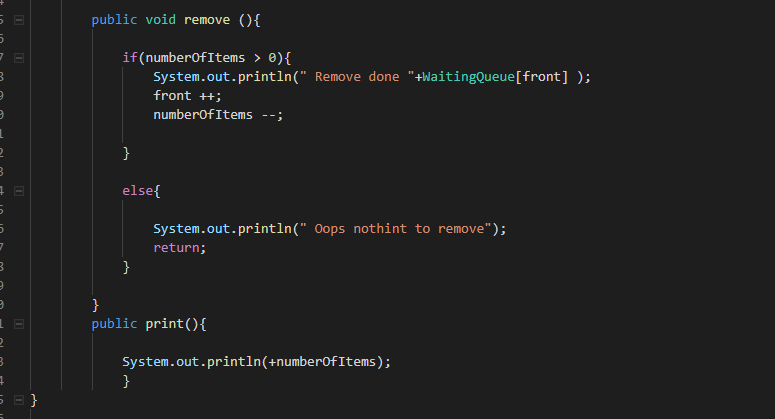 public void remove (){
if(numberOfItems > 0){
System.out.println(" Remove done "+WaitingQueue[front] );
front ++;
numberOfItems --;
}
else{
System.out.println(" Oops nothint to remove");
return;
}
}
public print(){
System.out.println(+numberOfItems);
}
}